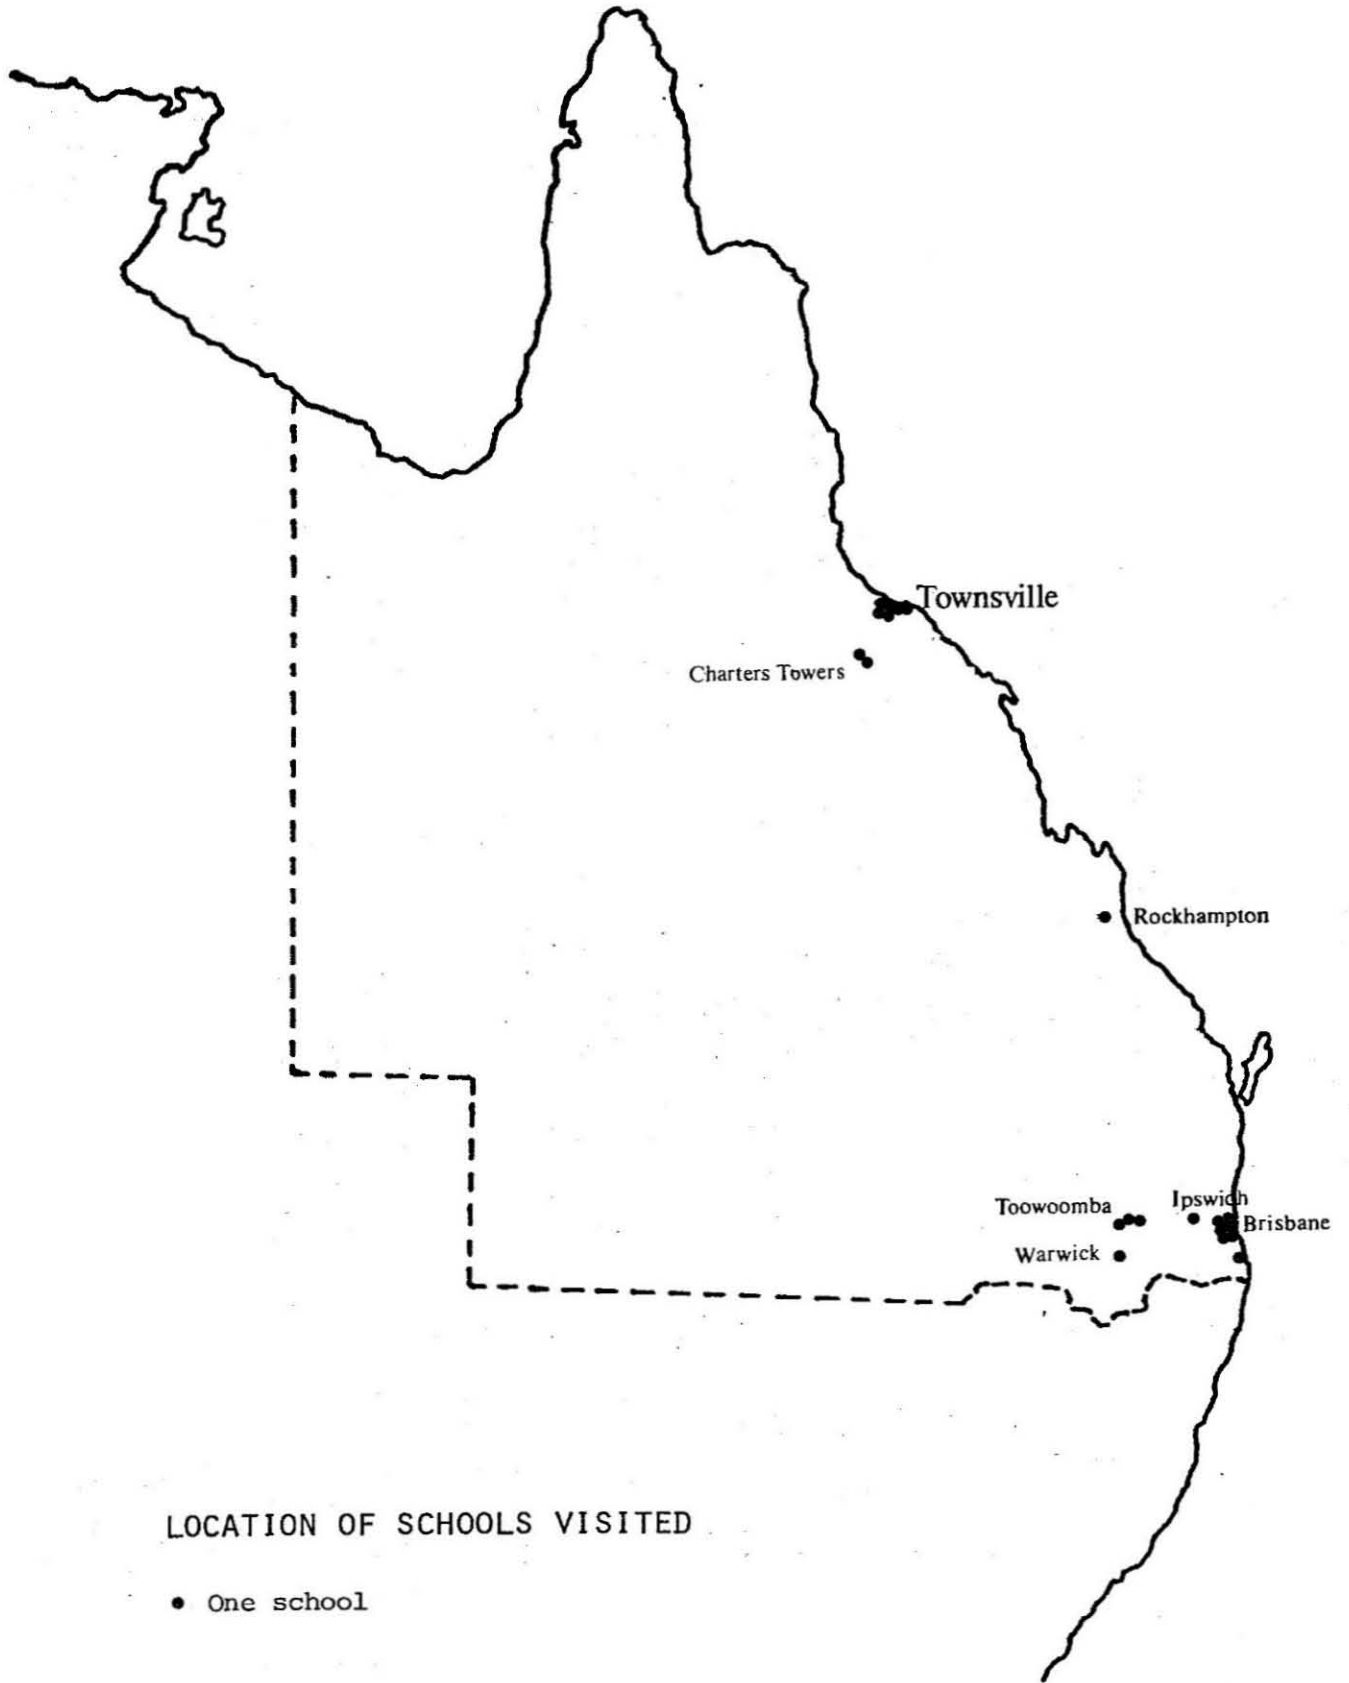 Townsville
Charters Towers
Rockhampton
Toowoomba
Ipswich
Brisbane
Warwick
LOCATION OF SCHOOLS VISITED
One school